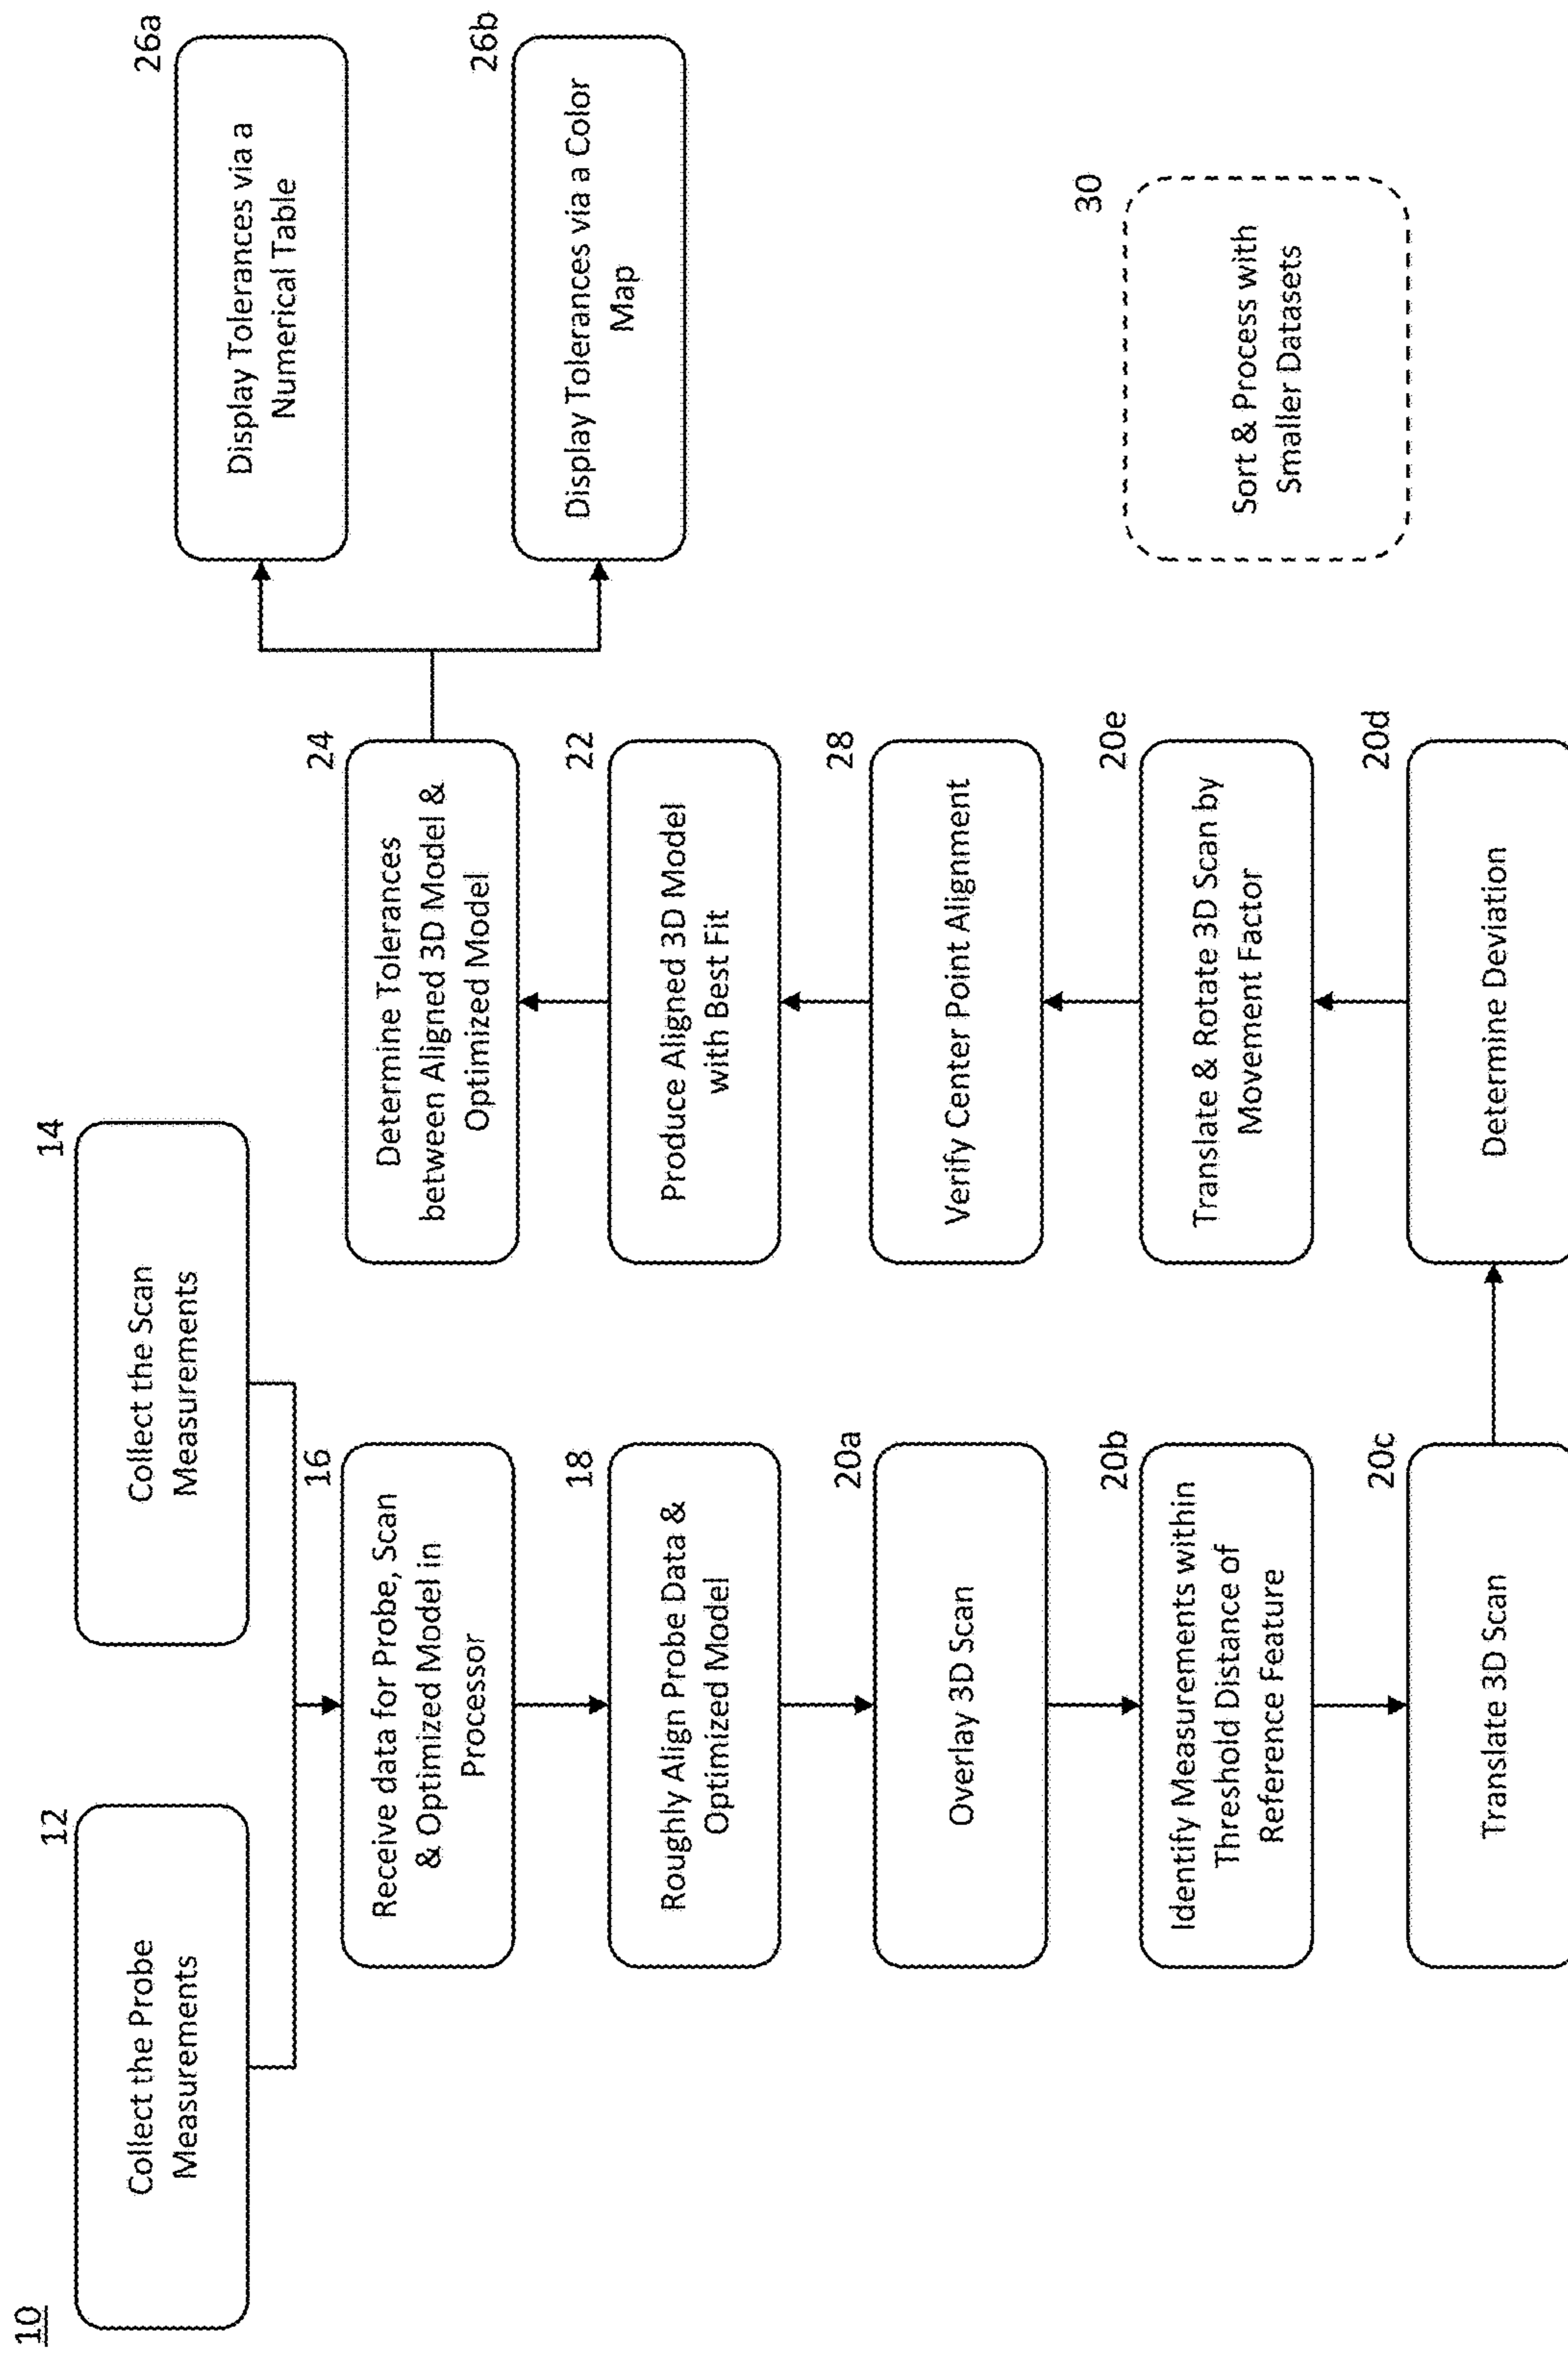 10
12
Collect the Probe
Measurements
14
Collect the Scan
Measurements
16
Receive data for Probe, Scan
& Optimized Model in
Processor
18
Roughly Align Probe Data &
Optimized Model
20a
Overlay 3D Scan
20b
Identify Measurements within
Threshold Distance of
Reference Feature
20c
Translate 3D Scan
20d
Determine Deviation
20e
Translate & Rotate 3D Scan by
Movement Factor
28
Verify Center Point Alignment
22
Produce Aligned 3D Model
with Best Fit
24
Determine Tolerances
between Aligned 3D Model &
Optimized Model
26a
Display Tolerances via a
Numerical Table
26b
Display Tolerances via a Color
Map
30
Sort & Process with
Smaller Datasets